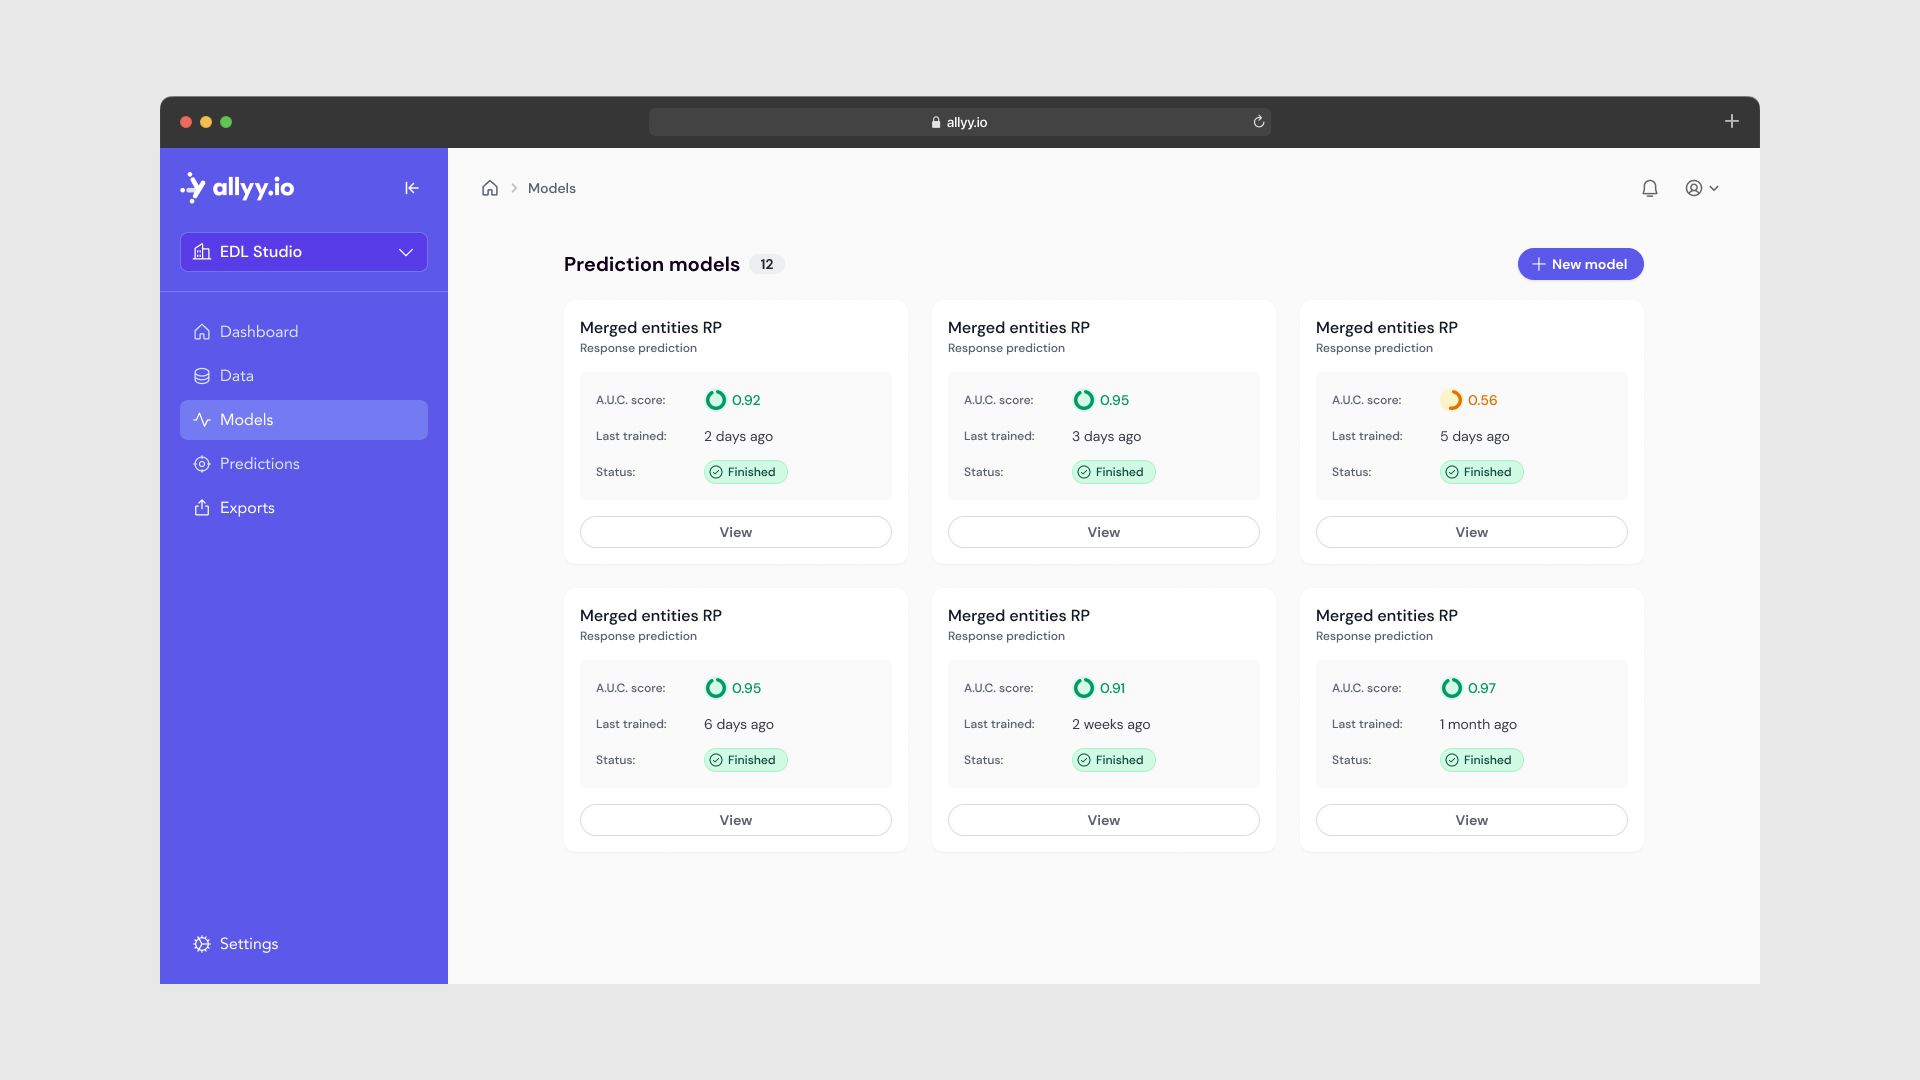 allyy.io
allyy.io
EDL Studio
Dashboard
Data
Models
Predictions
Exports
Settings
Models
Prediction models 12
New model
Merged entities RP
Response prediction
A.U.C. score: 0.92
Last trained: 2 days ago
Status: Finished
View
Merged entities RP
Response prediction
A.U.C. score: 0.95
Last trained: 3 days ago
Status: Finished
View
Merged entities RP
Response prediction
A.U.C. score: 0.56
Last trained: 5 days ago
Status: Finished
View
Merged entities RP
Response prediction
A.U.C. score: 0.95
Last trained: 6 days ago
Status: Finished
View
Merged entities RP
Response prediction
A.U.C. score: 0.91
Last trained: 2 weeks ago
Status: Finished
View
Merged entities RP
Response prediction
A.U.C. score: 0.97
Last trained: 1 month ago
Status: Finished
View